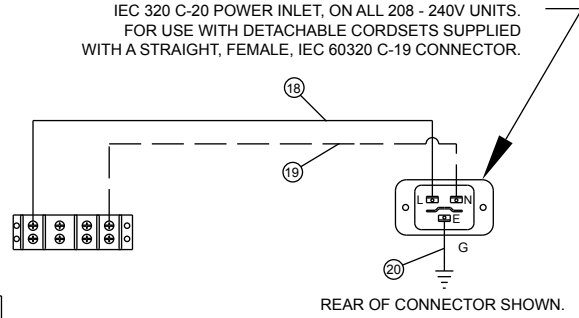 IEC 320 C-20 POWER INLET, ON ALL 208 - 240V UNITS.
FOR USE WITH DETACHABLE CORDSETS SUPPLIED
WITH A STRAIGHT, FEMALE, IEC 60320 C-19 CONNECTOR.
18
19
L N
E
G
20
REAR OF CONNECTOR SHOWN.